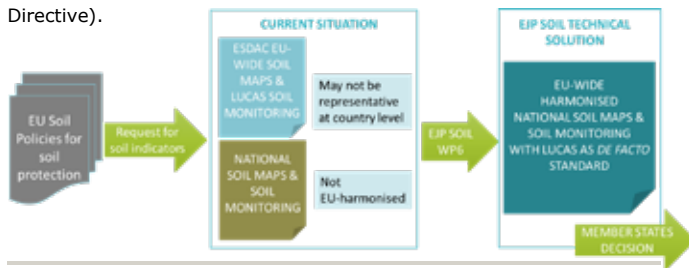 Directive).
EU Soil
Policies for
soil
protection
Request for
soil indicators
CURRENT SITUATION
ESDAC EU-
WIDE SOIL
MAPS &
LUCAS SOIL
MONITORING
May not be
representative
at country level
NATIONAL
SOIL MAPS &
SOIL
MONITORING
Not
EU-harmonised
EJP SOIL
WP6
EJP SOIL TECHNICAL
SOLUTION
EU-WIDE
HARMONISED
NATIONAL SOIL MAPS &
SOIL MONITORING
WITH LUCAS AS DE FACTO
STANDARD
MEMBER STATES
DECISION